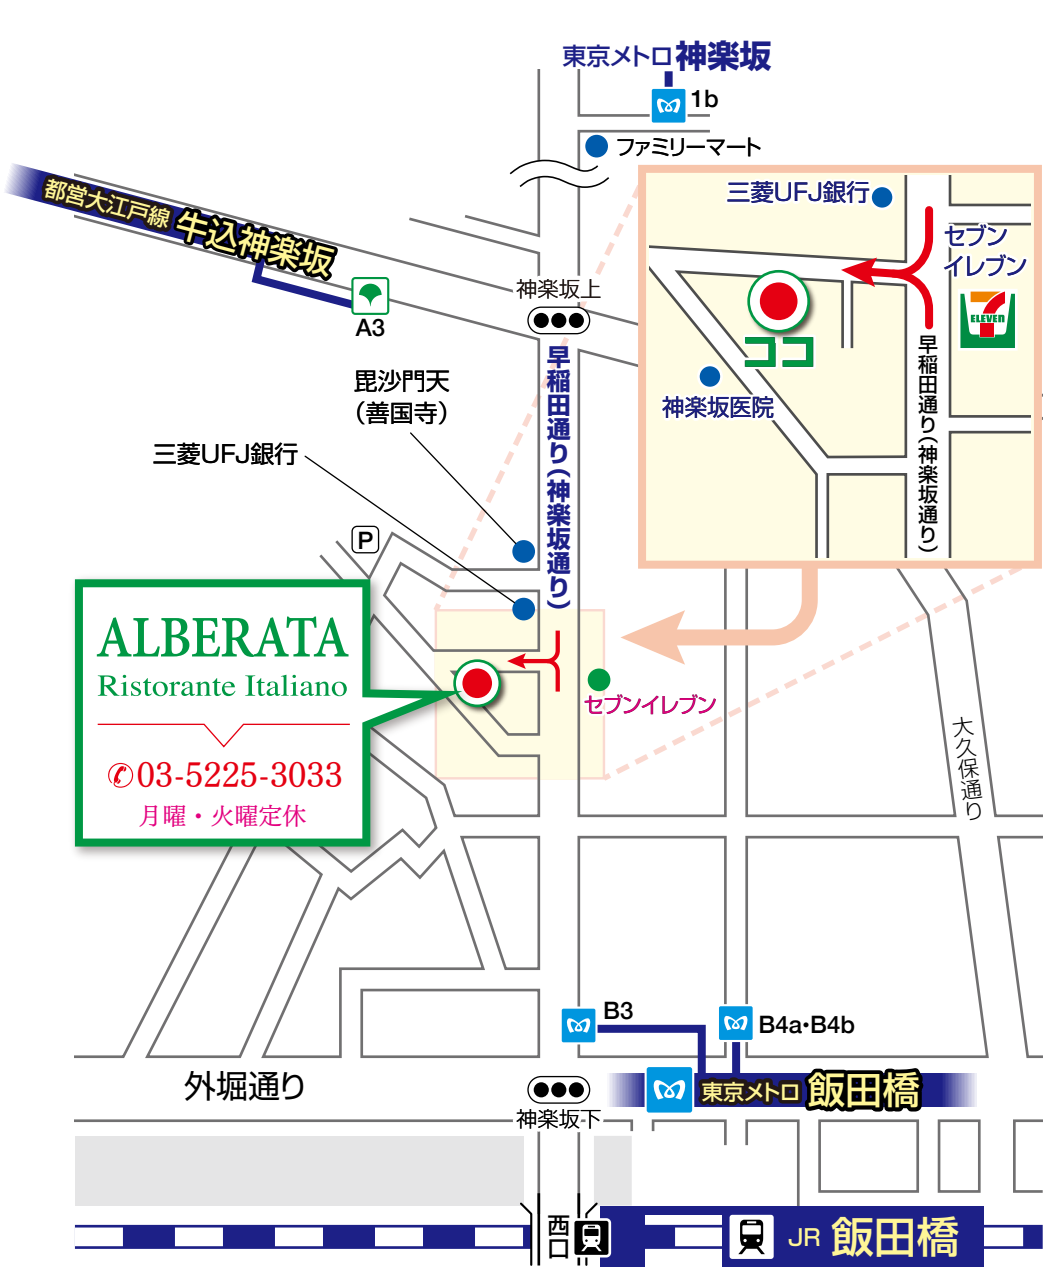 東京メトロ 神楽坂
1b
ファミリーマート
都営大江戸線 牛込神楽坂
A3
神楽坂上
毘沙門天
（善国寺）
三菱UFJ銀行
P
早稲田通り（神楽坂通り）
三菱UFJ銀行
セブン
イレブン
7
ELEVEN
ココ
神楽坂医院
早稲田通り（神楽坂通り）
ALBERATA
Ristorante Italiano
✆03-5225-3033
月曜・火曜定休
セブンイレブン
大久保通り
B3
B4a・B4b
外堀通り
東京メトロ 飯田橋
神楽坂下
西口
JR 飯田橋